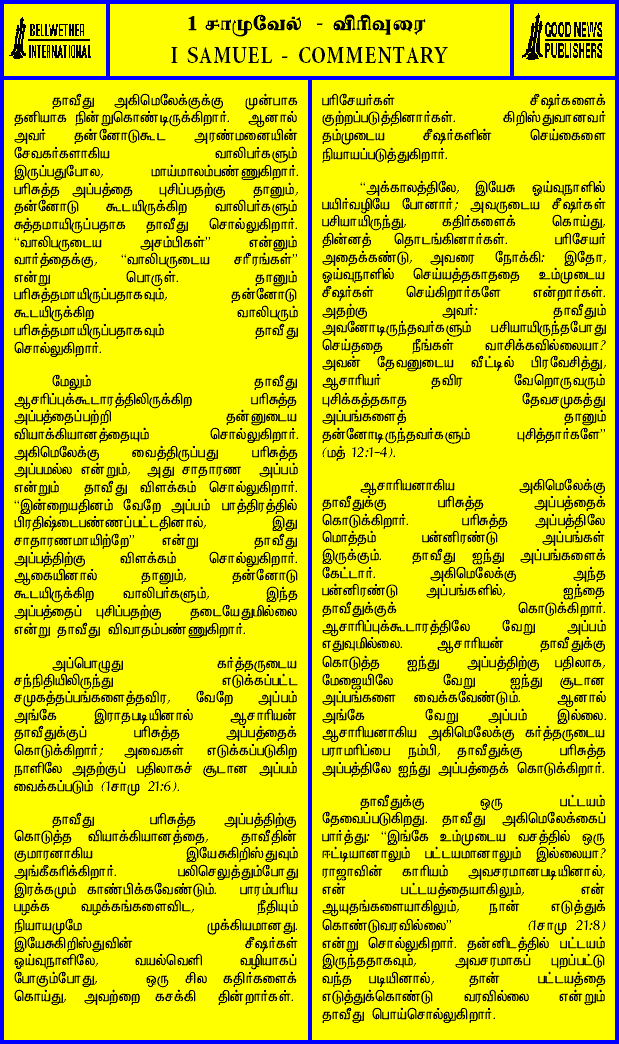 BELLWETHER
INTERNATIONAL
1 சாமுவேல் - விரிவுரை
I SAMUEL - COMMENTARY
GOOD NEWS
PUBLISHERS
தாவீது அகிமெலேக்குக்கு முன்பாக
தனியாக நின்றுகொண்டிருக்கிறார். ஆனால்
அவர் தன்னோடுகூட அரண்மனையின்
சேவகர்களாகிய வாலிபர்களும்
இருப்பதுபோல, மாய்மாலம்பண்ணுகிறார்.
பரிசுத்த அப்பத்தை புசிப்பதற்கு தானும்,
தன்னோடு கூடயிருக்கிற வாலிபர்களும்
சுத்தமாயிருப்பதாக தாவீது சொல்லுகிறார்.
“வாலிபருடைய அசம்பிகள்” என்னும்
வார்த்தைக்கு, “வாலிபருடைய சரீரங்கள்”
என்று பொருள். தானும்
பரிசுத்தமாயிருப்பதாகவும், தன்னோடு
கூடயிருக்கிற வாலிபரும்
பரிசுத்தமாயிருப்பதாகவும் தாவீது
சொல்லுகிறார்.
மேலும் தாவீது
ஆசரிப்புக்கூடாரத்திலிருக்கிற பரிசுத்த
அப்பத்தைப்பற்றி தன்னுடைய
வியாக்கியானத்தையும் சொல்லுகிறார்.
அகிமெலேக்கு வைத்திருப்பது பரிசுத்த
அப்பமல்ல என்றும், அது சாதாரண அப்பம்
என்றும் தாவீது விளக்கம் சொல்லுகிறார்.
“இன்றையதினம் வேறே அப்பம் பாத்திரத்தில்
பிரதிஷ்டைபண்ணப்பட்டதினால், இது
சாதாரணமாயிற்றே” என்று தாவீது
அப்பத்திற்கு விளக்கம் சொல்லுகிறார்.
ஆகையினால் தானும், தன்னோடு
கூடயிருக்கிற வாலிபர்களும், இந்த
அப்பத்தைப் புசிப்பதற்கு தடையேதுமில்லை
என்று தாவீது விவாதம்பண்ணுகிறார்.
அப்பொழுது கர்த்தருடைய
சந்நிதியிலிருந்து எடுக்கப்பட்ட
சமுகத்தப்பங்களைத்தவிர, வேறே அப்பம்
அங்கே இராதபடியினால் ஆசாரியன்
தாவீதுக்குப் பரிசுத்த அப்பத்தைக்
கொடுக்கிறார்; அவைகள் எடுக்கப்படுகிற
நாளிலே அதற்குப் பதிலாகச் சூடான அப்பம்
வைக்கப்படும் (1சாமு 21:6).
தாவீது பரிசுத்த அப்பத்திற்கு
கொடுத்த வியாக்கியானத்தை, தாவீதின்
குமாரனாகிய இயேசுகிறிஸ்துவும்
அங்கீகரிக்கிறார். பலிசெலுத்தும்போது
இரக்கமும் காண்பிக்கவேண்டும். பாரம்பரிய
பழக்க வழக்கங்களைவிட, நீதியும்
நியாயமுமே முக்கியமானது.
இயேசுகிறிஸ்துவின் சீஷர்கள்
ஓய்வுநாளிலே, வயல்வெளி வழியாகப்
போகும்போது, ஒரு சில கதிர்களைக்
கொய்து, அவற்றை கசக்கி தின்றார்கள்.
பரிசேயர்கள் சீஷர்களைக்
குற்றப்படுத்தினார்கள். கிறிஸ்துவானவர்
தம்முடைய சீஷர்களின் செய்கைளை
நியாயப்படுத்துகிறார்.
“அக்காலத்திலே, இயேசு ஓய்வுநாளில்
பயிர்வழியே போனார்; அவருடைய சீஷர்கள்
பசியாயிருந்து, கதிர்களைக் கொய்து,
தின்னத் தொடங்கினார்கள். பரிசேயர்
அதைக்கண்டு, அவரை நோக்கி: இதோ,
ஓய்வுநாளில் செய்யத்தகாததை உம்முடைய
சீஷர்கள் செய்கிறார்களே என்றார்கள்.
அதற்கு அவர்: தாவீதும்
அவனோடிருந்தவர்களும் பசியாயிருந்தபோது
செய்ததை நீங்கள் வாசிக்கவில்லையா?
அவன் தேவனுடைய வீட்டில் பிரவேசித்து,
ஆசாரியர் தவிர வேறொருவரும்
புசிக்கத்தகாத தேவசமுகத்து
அப்பங்களைத் தானும்
தன்னோடிருந்தவர்களும் புசித்தார்களே”
(மத் 12:1-4).
ஆசாரியனாகிய அகிமெலேக்கு
தாவீதுக்கு பரிசுத்த அப்பத்தைக்
கொடுக்கிறார். பரிசுத்த அப்பத்திலே
மொத்தம் பன்னிரண்டு அப்பங்கள்
இருக்கும். தாவீது ஐந்து அப்பங்களைக்
கேட்டார். அகிமெலேக்கு அந்த
பன்னிரண்டு அப்பங்களில், ஐந்தை
தாவீதுக்குக் கொடுக்கிறார்.
ஆசரிப்புக்கூடாரத்திலே வேறு அப்பம்
எதுவுமில்லை. ஆசாரியன் தாவீதுக்கு
கொடுத்த ஐந்து அப்பத்திற்கு பதிலாக,
மேஜையிலே வேறு ஐந்து சூடான
அப்பங்களை வைக்கவேண்டும். ஆனால்
அங்கே வேறு அப்பம் இல்லை.
ஆசாரியனாகிய அகிமெலேக்கு கர்த்தருடைய
பராமரிப்பை நம்பி, தாவீதுக்கு பரிசுத்த
அப்பத்திலே ஐந்து அப்பத்தைக் கொடுக்கிறார்.
தாவீதுக்கு ஒரு பட்டயம்
தேவைப்படுகிறது. தாவீது அகிமெலேக்கைப்
பார்த்து: “இங்கே உம்முடைய வசத்தில் ஒரு
ஈட்டியானாலும் பட்டயமானாலும் இல்லையா?
ராஜாவின் காரியம் அவசரமானபடியினால்,
என் பட்டயத்தையாகிலும், என்
ஆயுதங்களையாகிலும், நான் எடுத்துக்
கொண்டுவரவில்லை” (1சாமு 21:8)
என்று சொல்லுகிறார். தன்னிடத்தில் பட்டயம்
இருந்ததாகவும், அவசரமாகப் புறப்பட்டு
வந்த படியினால், தான் பட்டயத்தை
எடுத்துக்கொண்டு வரவில்லை என்றும்
தாவீது பொய்சொல்லுகிறார்.